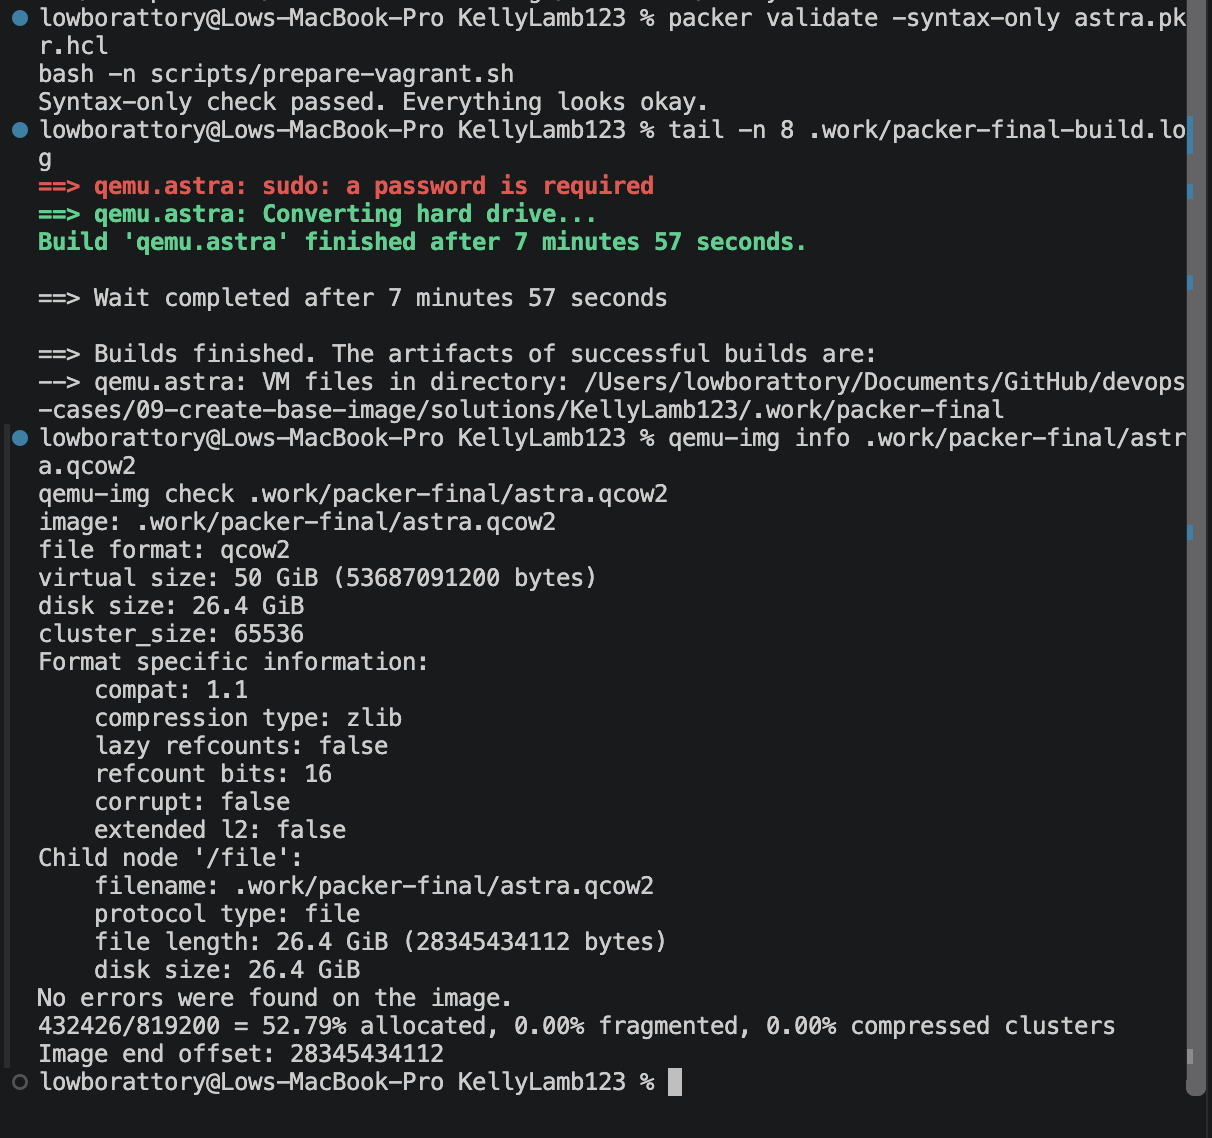 lowborattory@Lows-MacBook-Pro KellyLamb123 % packer validate -syntax-only astra.pk
r.hcl
bash -n scripts/prepare-vagrant.sh
Syntax-only check passed. Everything looks okay.
lowborattory@Lows-MacBook-Pro KellyLamb123 % tail -n 8 .work/packer-final-build.lo
g
==> qemu.astra: sudo: a password is required
==> qemu.astra: Converting hard drive...
Build 'qemu.astra' finished after 7 minutes 57 seconds.
==> Wait completed after 7 minutes 57 seconds
==> Builds finished. The artifacts of successful builds are:
--> qemu.astra: VM files in directory: /Users/lowborattory/Documents/GitHub/devops
-cases/09-create-base-image/solutions/KellyLamb123/.work/packer-final
lowborattory@Lows-MacBook-Pro KellyLamb123 % qemu-img info .work/packer-final/astr
a.qcow2
qemu-img check .work/packer-final/astra.qcow2
image: .work/packer-final/astra.qcow2
file format: qcow2
virtual size: 50 GiB (53687091200 bytes)
disk size: 26.4 GiB
cluster_size: 65536
Format specific information:
    compat: 1.1
    compression type: zlib
    lazy refcounts: false
    refcount bits: 16
    corrupt: false
    extended l2: false
Child node '/file':
    filename: .work/packer-final/astra.qcow2
    protocol type: file
    file length: 26.4 GiB (28345434112 bytes)
    disk size: 26.4 GiB
No errors were found on the image.
432426/819200 = 52.79% allocated, 0.00% fragmented, 0.00% compressed clusters
Image end offset: 28345434112
lowborattory@Lows-MacBook-Pro KellyLamb123 %